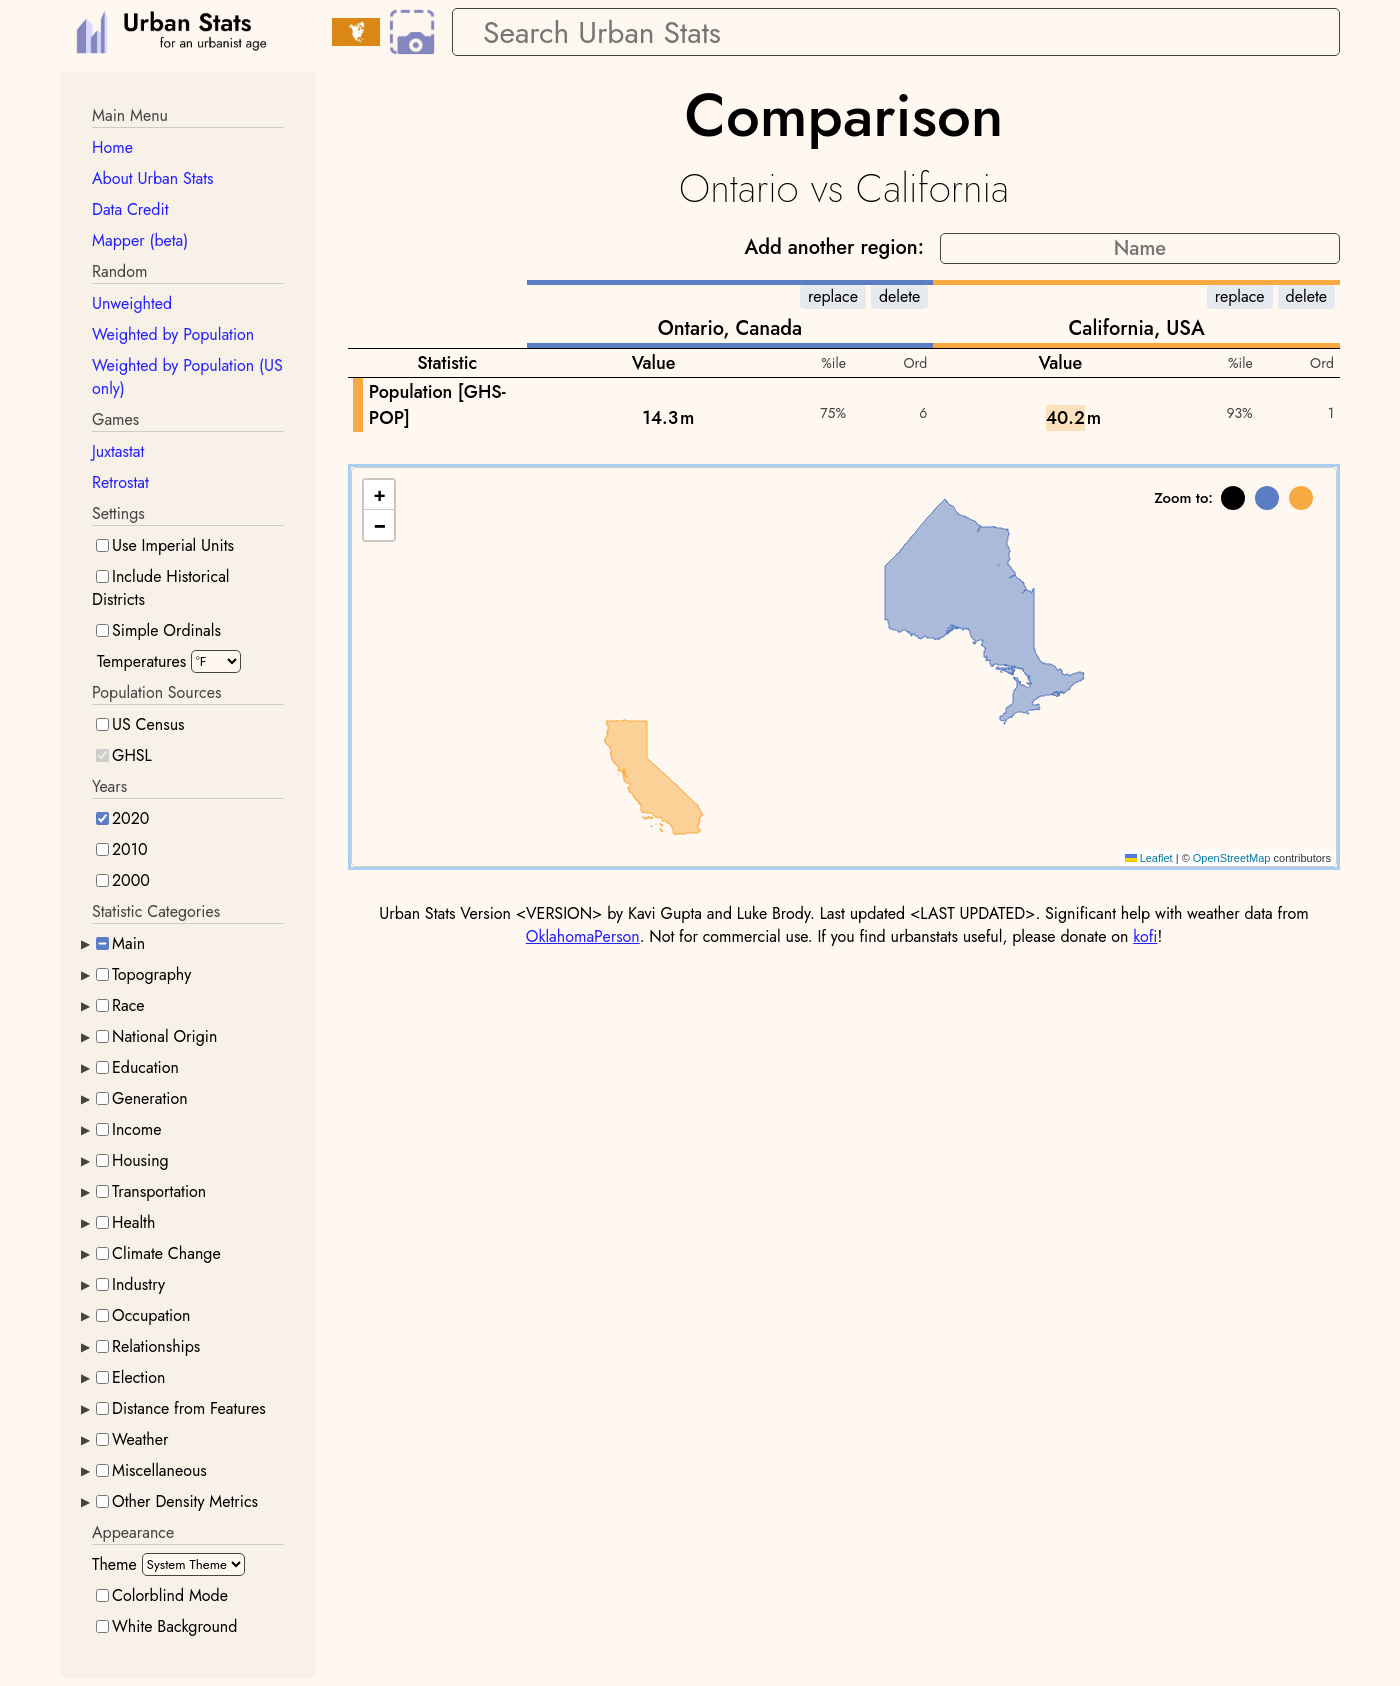 Urban Stats
for an urbanist age
Search Urban Stats
Main Menu
Home
About Urban Stats
Data Credit
Mapper (beta)
Random
Unweighted
Weighted by Population
Weighted by Population (US
only)
Games
Juxtastat
Retrostat
Settings
Use Imperial Units
Include Historical
Districts
Simple Ordinals
Temperatures °F
Population Sources
US Census
GHSL
Years
2020
2010
2000
Statistic Categories
Main
Topography
Race
National Origin
Education
Generation
Income
Housing
Transportation
Health
Climate Change
Industry
Occupation
Relationships
Election
Distance from Features
Weather
Miscellaneous
Other Density Metrics
Appearance
Theme System Theme
Colorblind Mode
White Background
Comparison
Ontario vs California
Add another region: Name
replace delete replace delete
Ontario, Canada California, USA
Statistic Value %ile Ord Value %ile Ord
Population [GHS-
POP] 14.3m 75% 6 40.2m 93% 1
+
−
Zoom to:
Leaflet | © OpenStreetMap contributors
Urban Stats Version <VERSION> by Kavi Gupta and Luke Brody. Last updated <LAST UPDATED>. Significant help with weather data from
OklahomaPerson. Not for commercial use. If you find urbanstats useful, please donate on kofi!